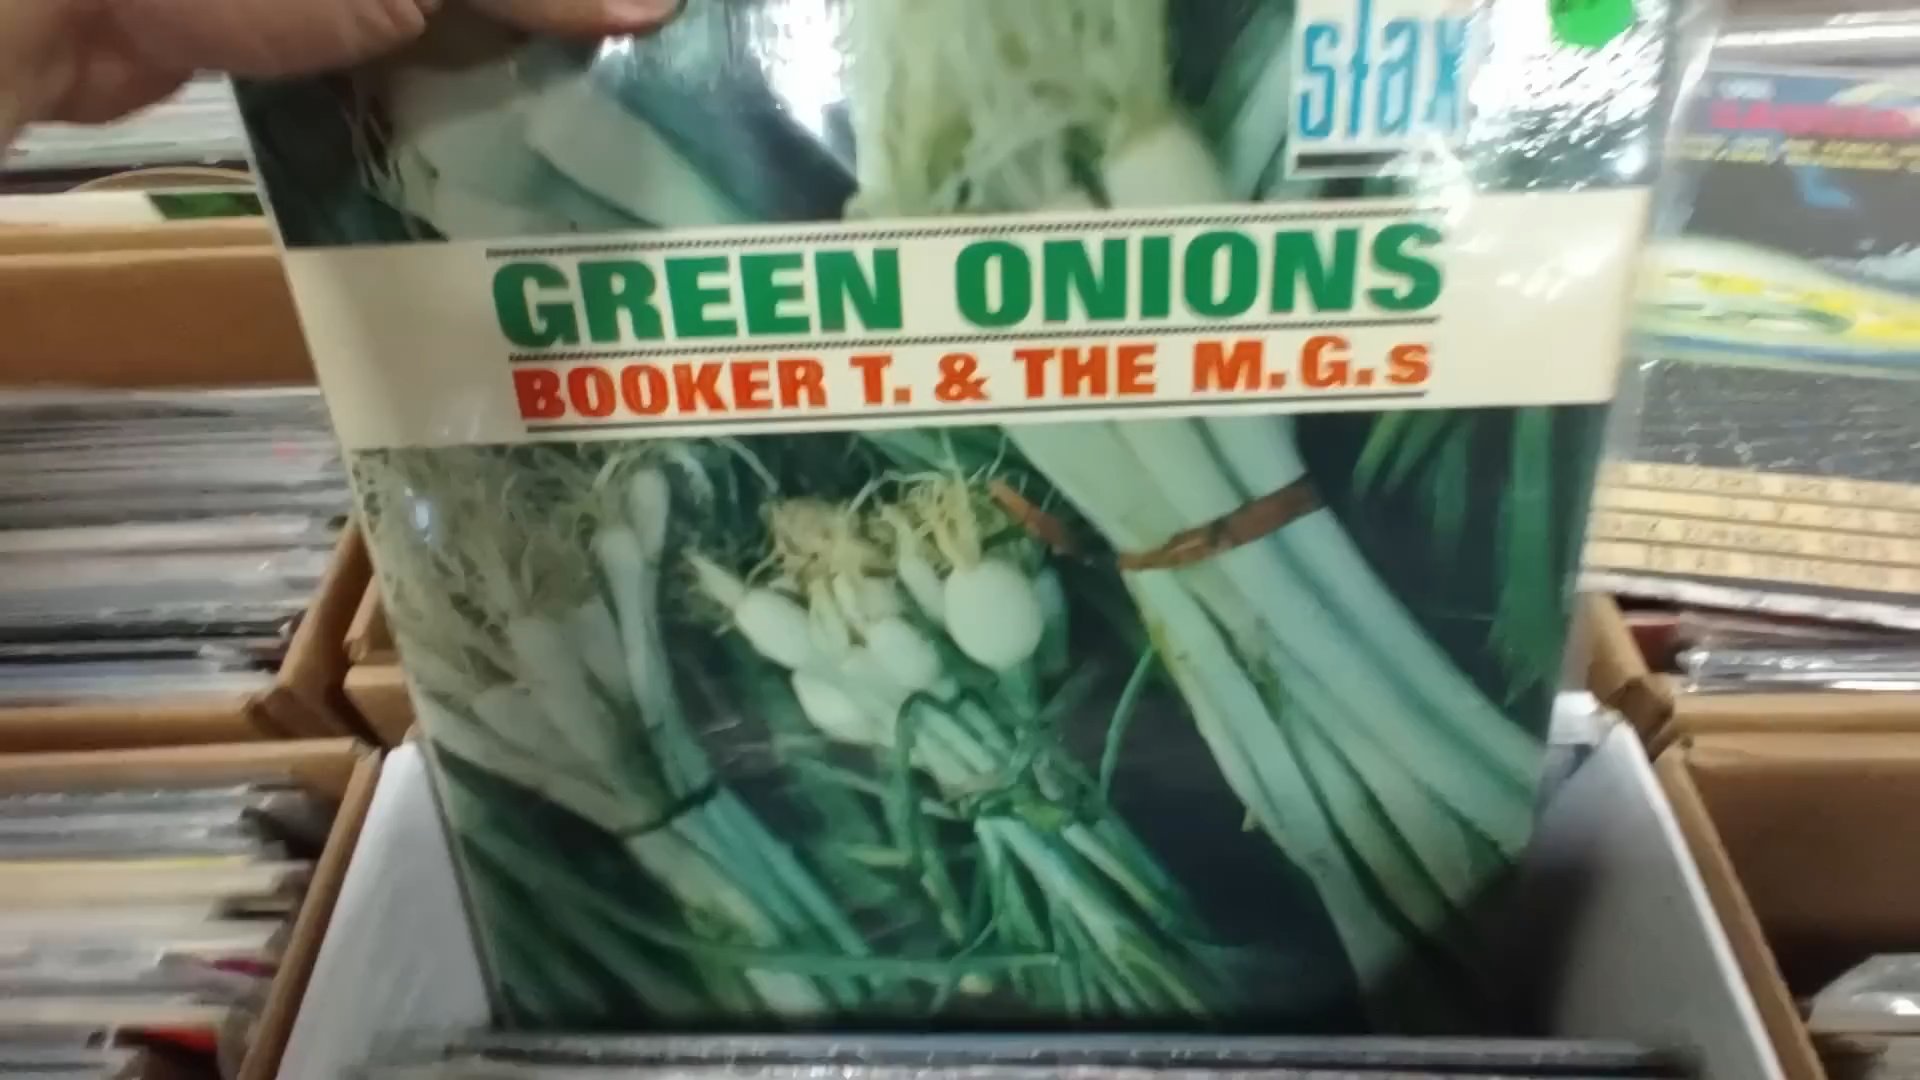 stax
GREEN ONIONS
BOOKER T. & THE M.G.s